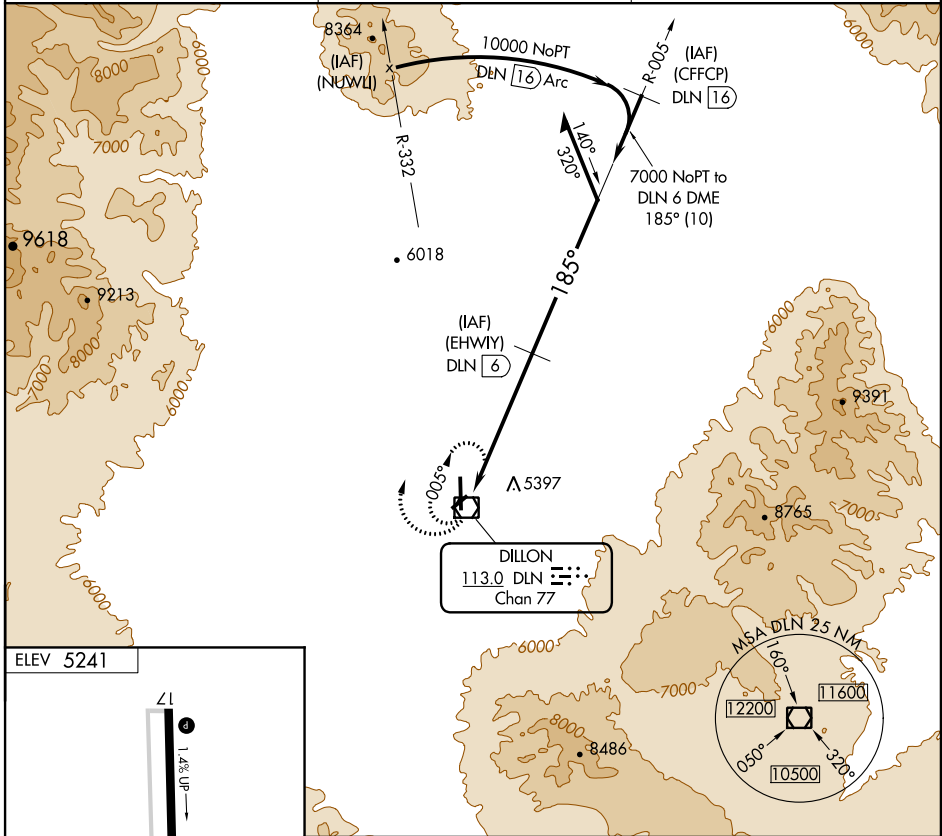 8364
(IAF)
(NUWLI)
10000 NoPT
DLN 16 Arc
R-005
(IAF)
(CFFCP)
DLN 16
6000
8000
7000
R-332
140°
320°
7000 NoPT to
DLN 6 DME
185° (10)
9618
6018
185°
9213
8000
7000
6000
(IAF)
(EHWIY)
DLN 6
6000
9391
005°
5397
8765
7000
DILLON
113.0 DLN
Chan 77
6000
6000
7000
MSA DLN 25 NM
160°
12200
11600
050°
320°
10500
ELEV 5241
17
P
1.4% UP
8000
8486